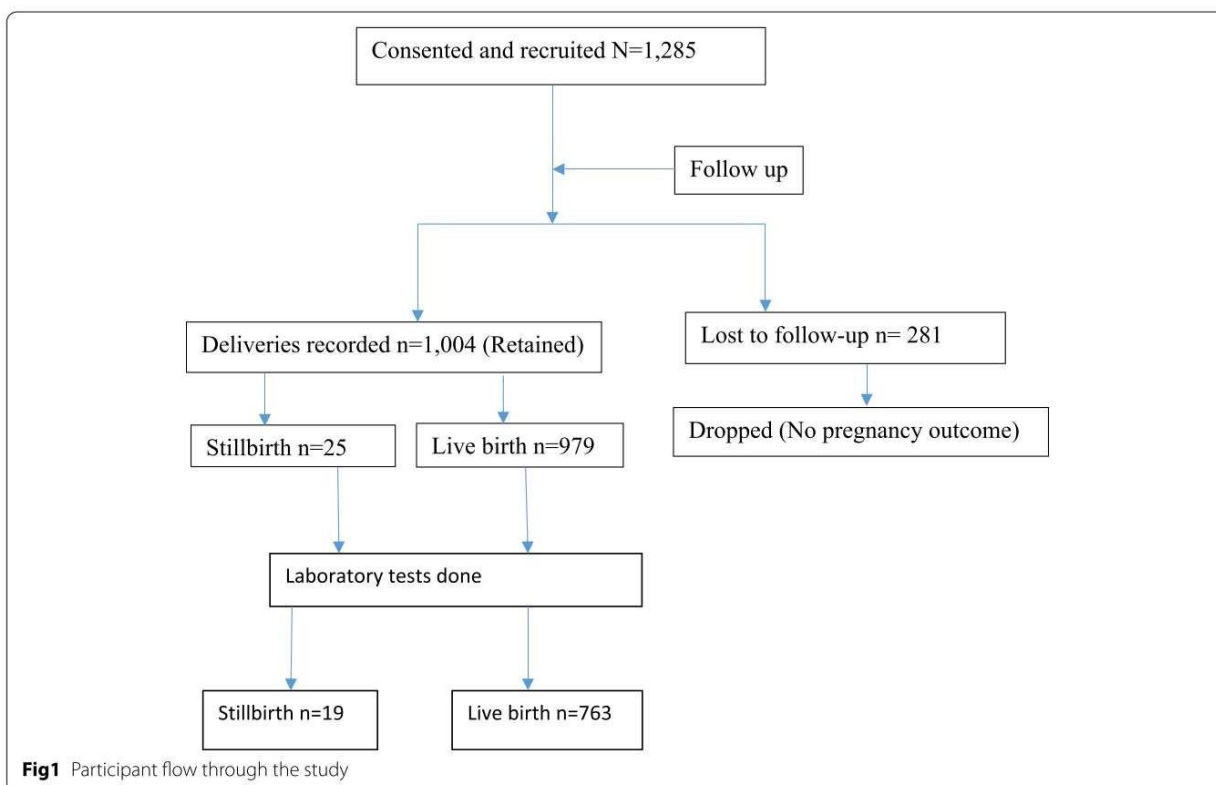 Consented and recruited N=1,285
Follow up
Deliveries recorded n=1,004 (Retained)
Lost to follow-up n= 281
Stillbirth n=25
Live birth n=979
Dropped (No pregnancy outcome)
Laboratory tests done
Stillbirth n=19
Live birth n=763
Fig1 Participant flow through the study